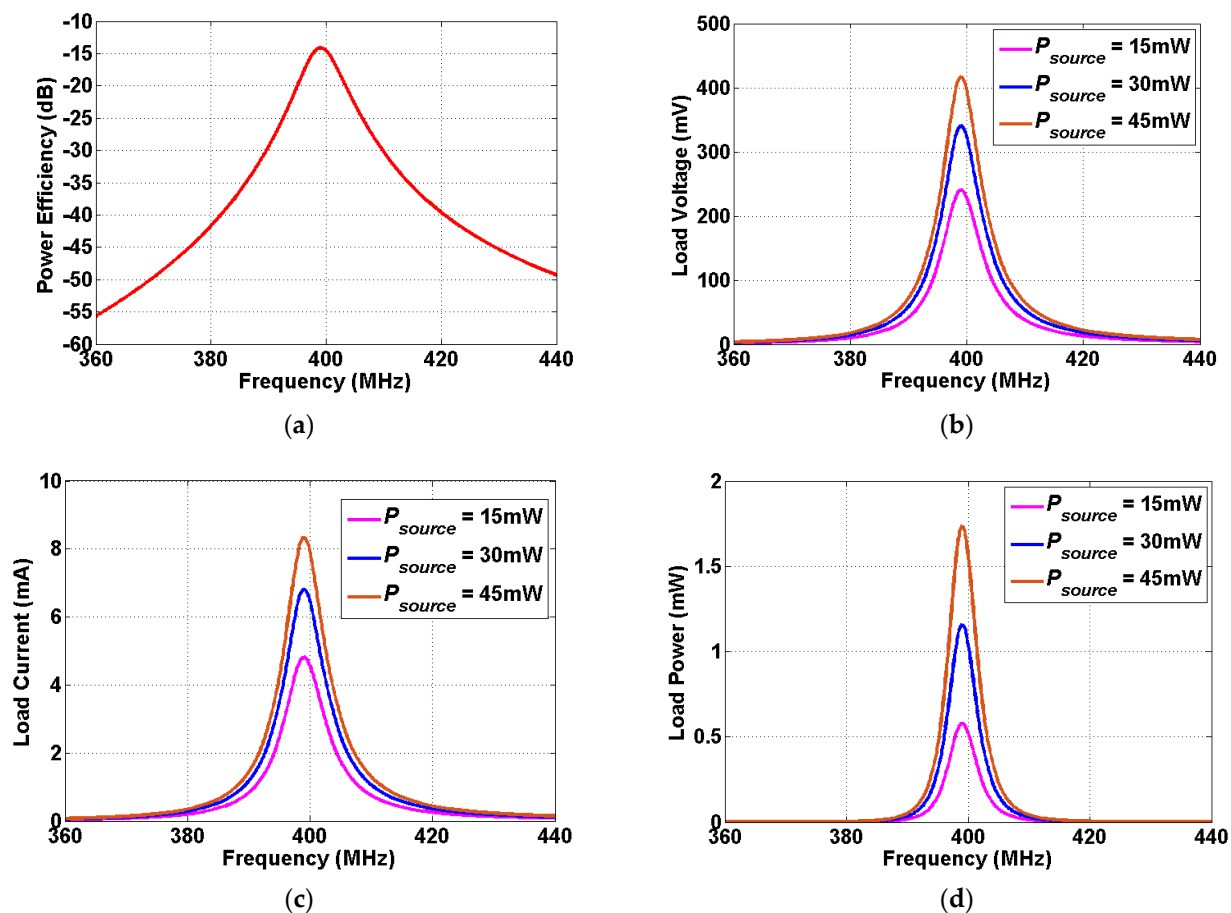 -10
-15
-20
-25
-30
-35
-40
-45
-50
-55
-60
Power Efficiency (dB)
360 380 400 420 440
Frequency (MHz)
(a)
500
400
300
200
100
0
Load Voltage (mV)
P source = 15mW
P source = 30mW
P source = 45mW
360 380 400 420 440
Frequency (MHz)
(b)
10
8
6
4
2
0
Load Current (mA)
P source = 15mW
P source = 30mW
P source = 45mW
360 380 400 420 440
Frequency (MHz)
(c)
2
1.5
1
0.5
0
Load Power (mW)
P source = 15mW
P source = 30mW
P source = 45mW
360 380 400 420 440
Frequency (MHz)
(d)